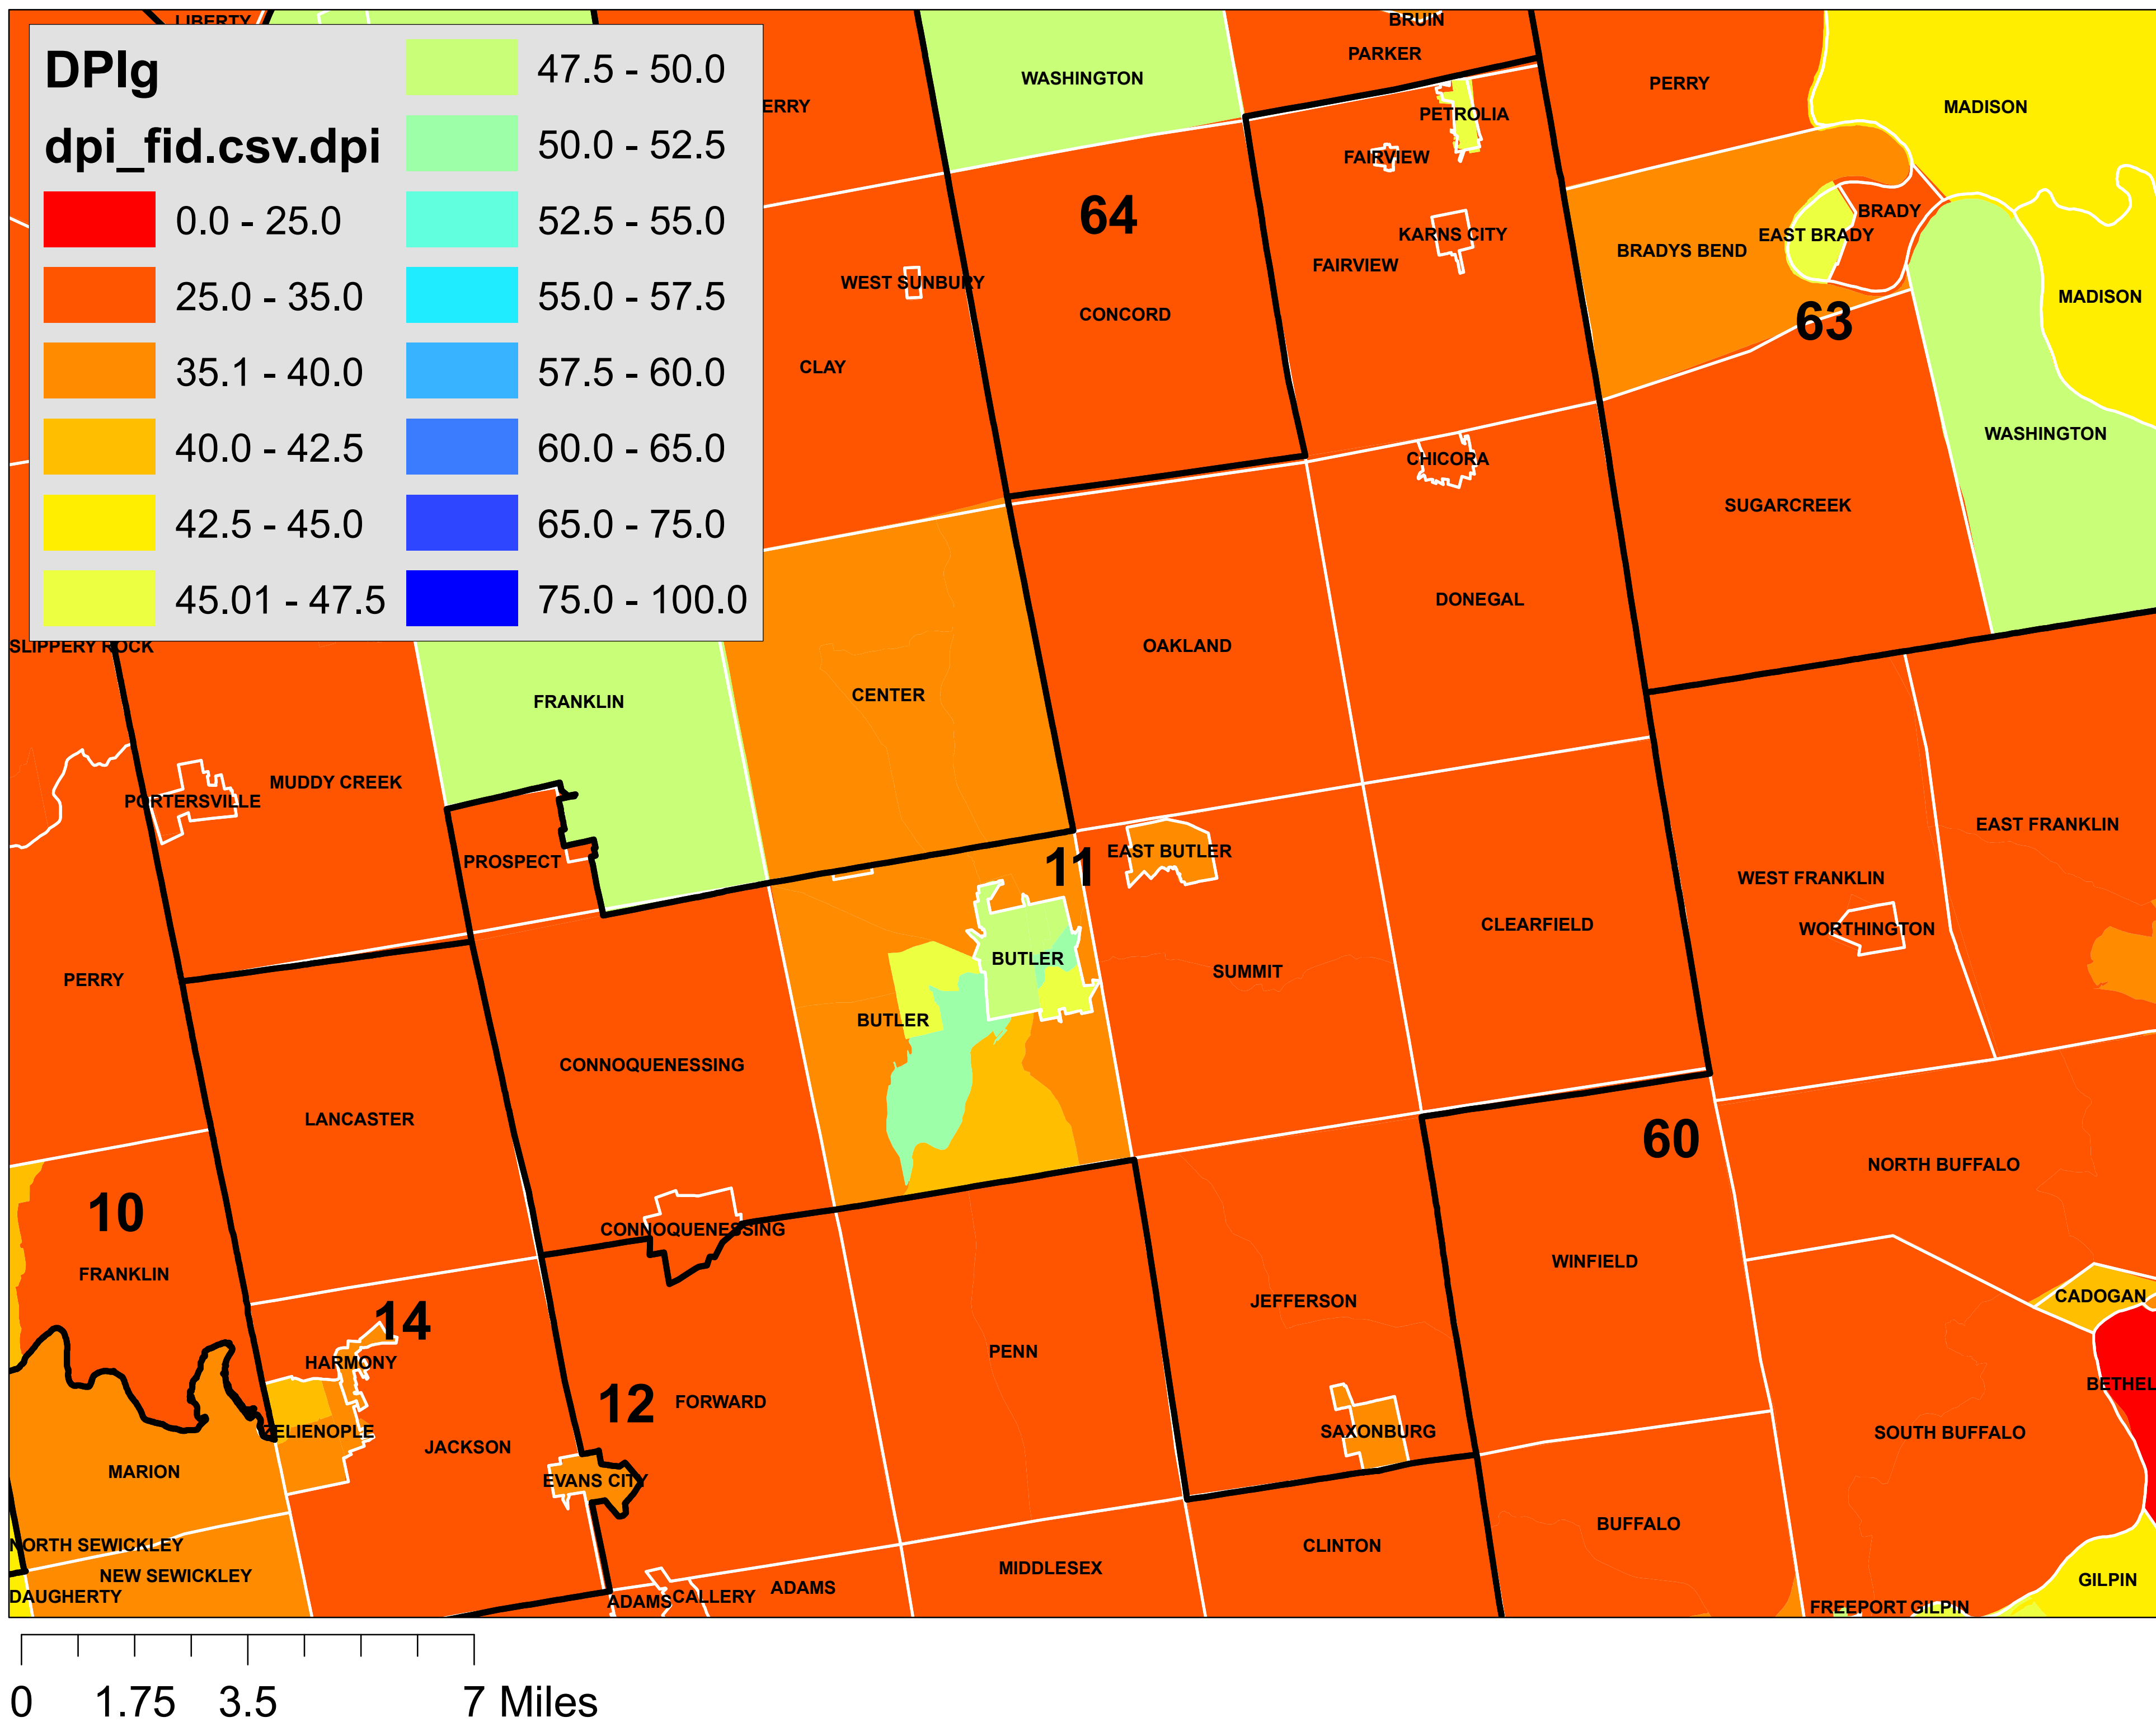 LIBERTY
BRUIN
PARKER
WASHINGTON
PERRY
MADISON
ERRY
PETROLIA
FAIRVIEW
64
BRADY
KARNS CITY
EAST BRADY
BRADYS BEND
FAIRVIEW
WEST SUNBURY
MADISON
CONCORD
63
CLAY
WASHINGTON
CHICORA
SUGARCREEK
DONEGAL
OAKLAND
DPIg
dpi_fid.csv.dpi
0.0 - 25.0
25.0 - 35.0
35.1 - 40.0
40.0 - 42.5
42.5 - 45.0
45.01 - 47.5
47.5 - 50.0
50.0 - 52.5
52.5 - 55.0
55.0 - 57.5
57.5 - 60.0
60.0 - 65.0
65.0 - 75.0
75.0 - 100.0
SLIPPERY ROCK
FRANKLIN
CENTER
MUDDY CREEK
PORTERSVILLE
EAST FRANKLIN
PROSPECT
11
EAST BUTLER
WEST FRANKLIN
CLEARFIELD
WORTHINGTON
BUTLER
SUMMIT
PERRY
BUTLER
CONNOQUENESSING
LANCASTER
60
NORTH BUFFALO
10
CONNOQUENESSING
WINFIELD
FRANKLIN
CADOGAN
JEFFERSON
14
PENN
HARMONY
BETHEL
12
FORWARD
ZELIENOPLE
SAXONBURG
SOUTH BUFFALO
JACKSON
MARION
EVANS CITY
BUFFALO
NORTH SEWICKLEY
CLINTON
MIDDLESEX
NEW SEWICKLEY
GILPIN
ADAMS
DAUGHERTY
ADAMS
CALLERY
FREEPORT
GILPIN
0
1.75
3.5
7 Miles